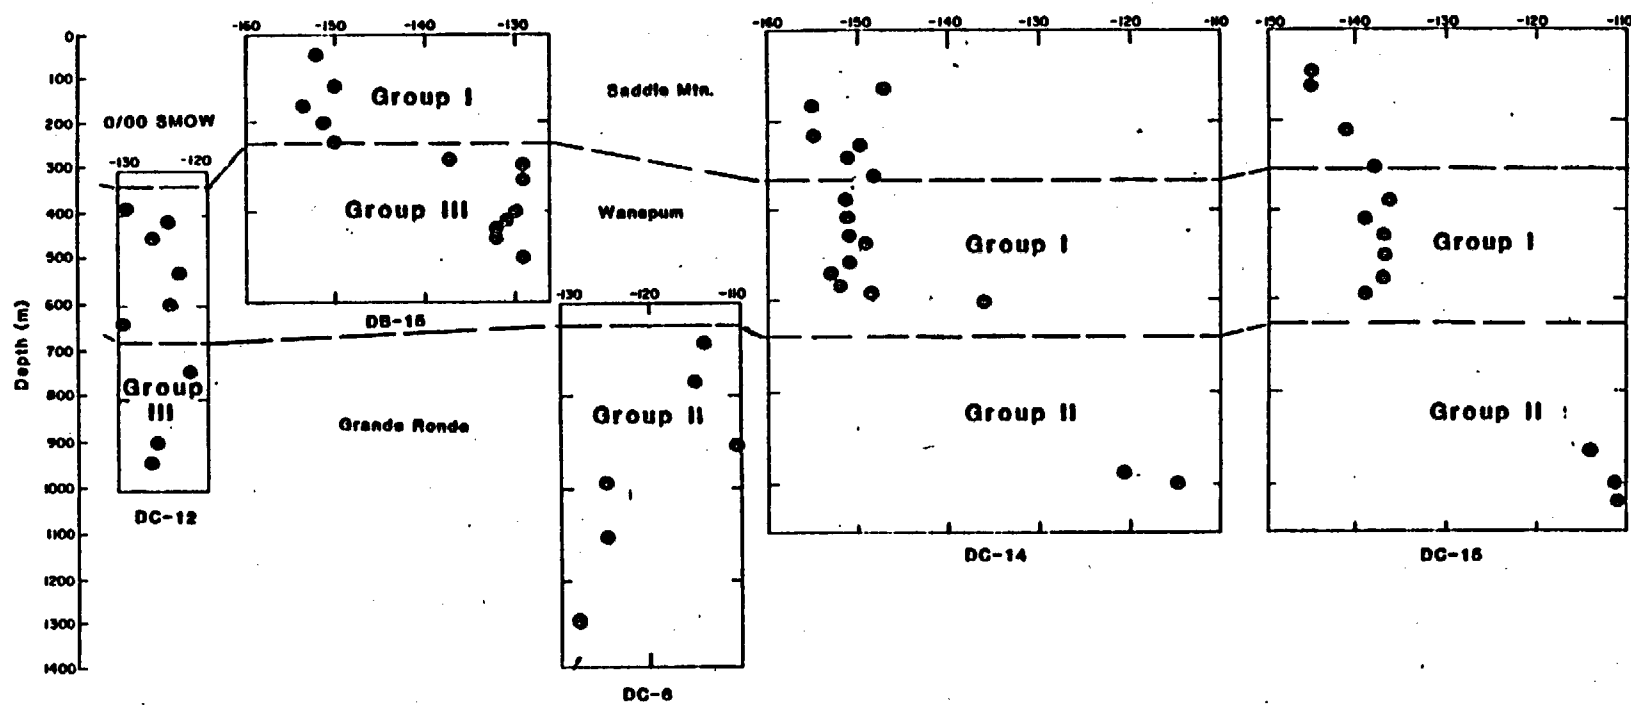 -160 -150 -140 -130
-160 -150 -140 -130 -120 -110
-150 -140 -130 -120 -110
0
100
200
300
400
500
600
700
800
900
1000
1100
1200
1300
1400
Depth (m)
0/00 SMOW
-130 -120
Group
III
DC-12
Group I
Group III
DB-15
Saddle Mtn.
Wanapum
Grande Ronde
-130 -120 -110
Group II
DC-6
Group I
Group II
DC-14
Group I
Group II
DC-15